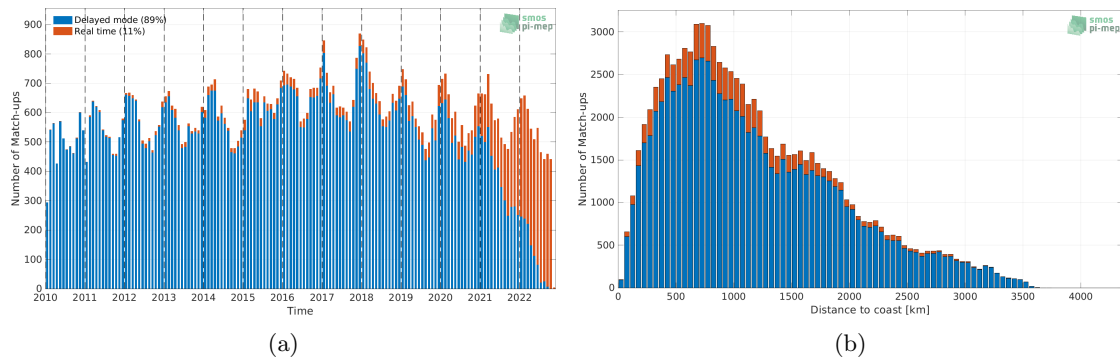 Delayed mode (89%)
Real time (11%)
smos
pi-mep
Number of Match-ups
900
800
700
600
500
400
300
200
100
0
2010 2011 2012 2013 2014 2015 2016 2017 2018 2019 2020 2021 2022
Time
(a)
smos
pi-mep
Number of Match-ups
3000
2500
2000
1500
1000
500
0
0 500 1000 1500 2000 2500 3000 3500 4000
Distance to coast [km]
(b)